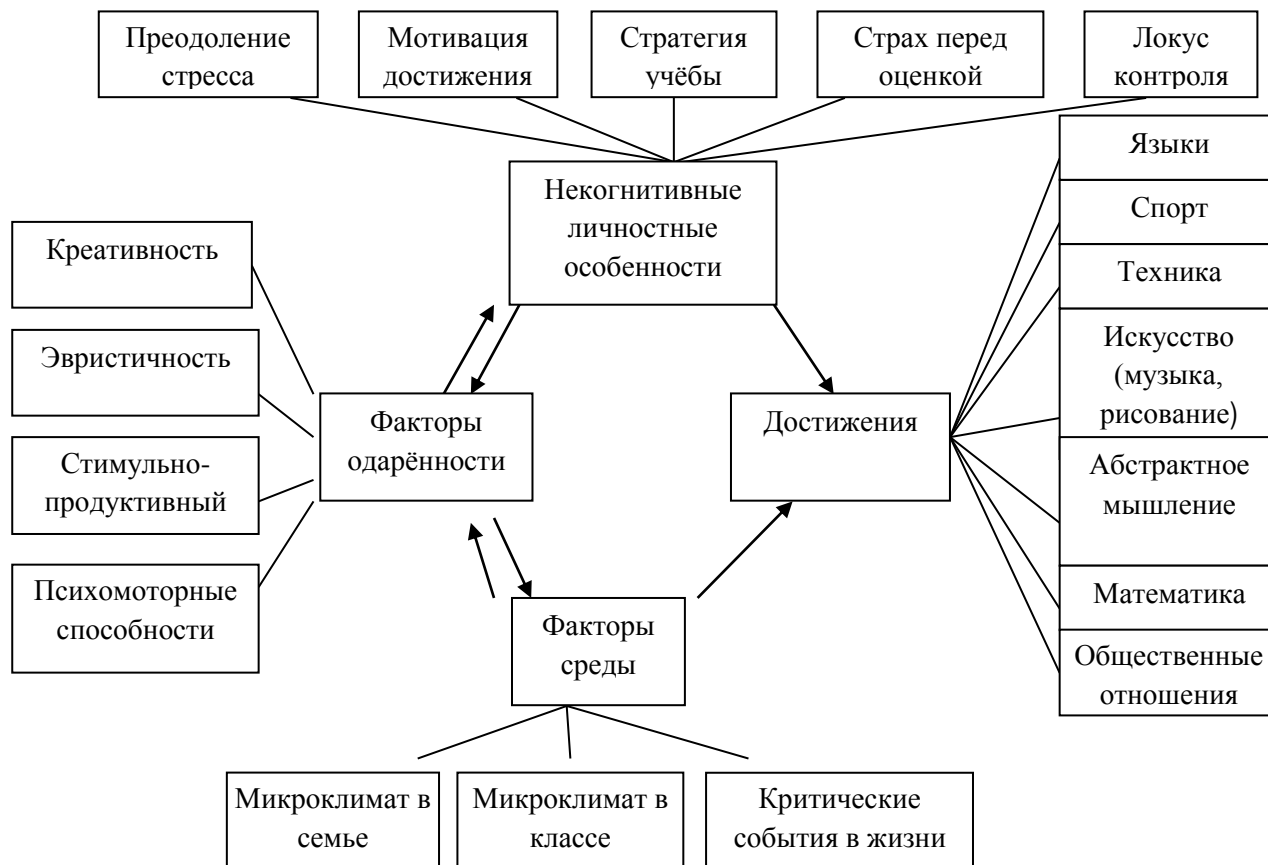 Преодоление
стресса
Мотивация
достижения
Стратегия
учёбы
Страх перед
оценкой
Локус
контроля
Языки
Спорт
Техника
Искусство
(музыка,
рисование)
Абстрактное
мышление
Математика
Общественные
отношения
Некогнитивные
личностные
особенности
Креативность
Эвристичность
Стимульно-
продуктивный
Психомоторные
способности
Факторы
одарённости
Достижения
Факторы
среды
Микроклимат в
семье
Микроклимат в
классе
Критические
события в жизни